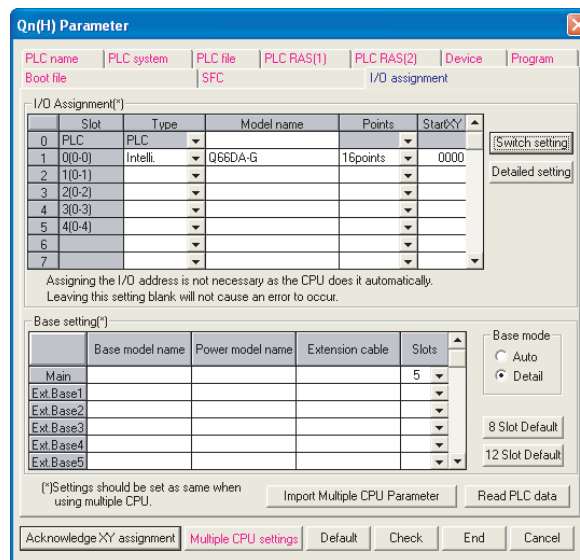 Qn(H) Parameter
PLC name PLC system PLC file PLC RAS(1) PLC RAS(2) Device Program
Boot file SFC I/O assignment
I/O Assignment(*)
Slot Type Model name Points StartXY
0 PLC PLC
1 0(0-0) Intelli. Q66DA-G 16points 0000
2 1(0-1)
3 2(0-2)
4 3(0-3)
5 4(0-4)
6
7
Switch setting
Detailed setting
Assigning the I/O address is not necessary as the CPU does it automatically.
Leaving this setting blank will not cause an error to occur.
Base setting(*)
Base model name Power model name Extension cable Slots
Main 5
Ext.Base1
Ext.Base2
Ext.Base3
Ext.Base4
Ext.Base5
Base mode
Auto
Detail
8 Slot Default
12 Slot Default
(*)Settings should be set as same when
using multiple CPU.
Import Multiple CPU Parameter Read PLC data
Acknowledge XY assignment Multiple CPU settings Default Check End Cancel